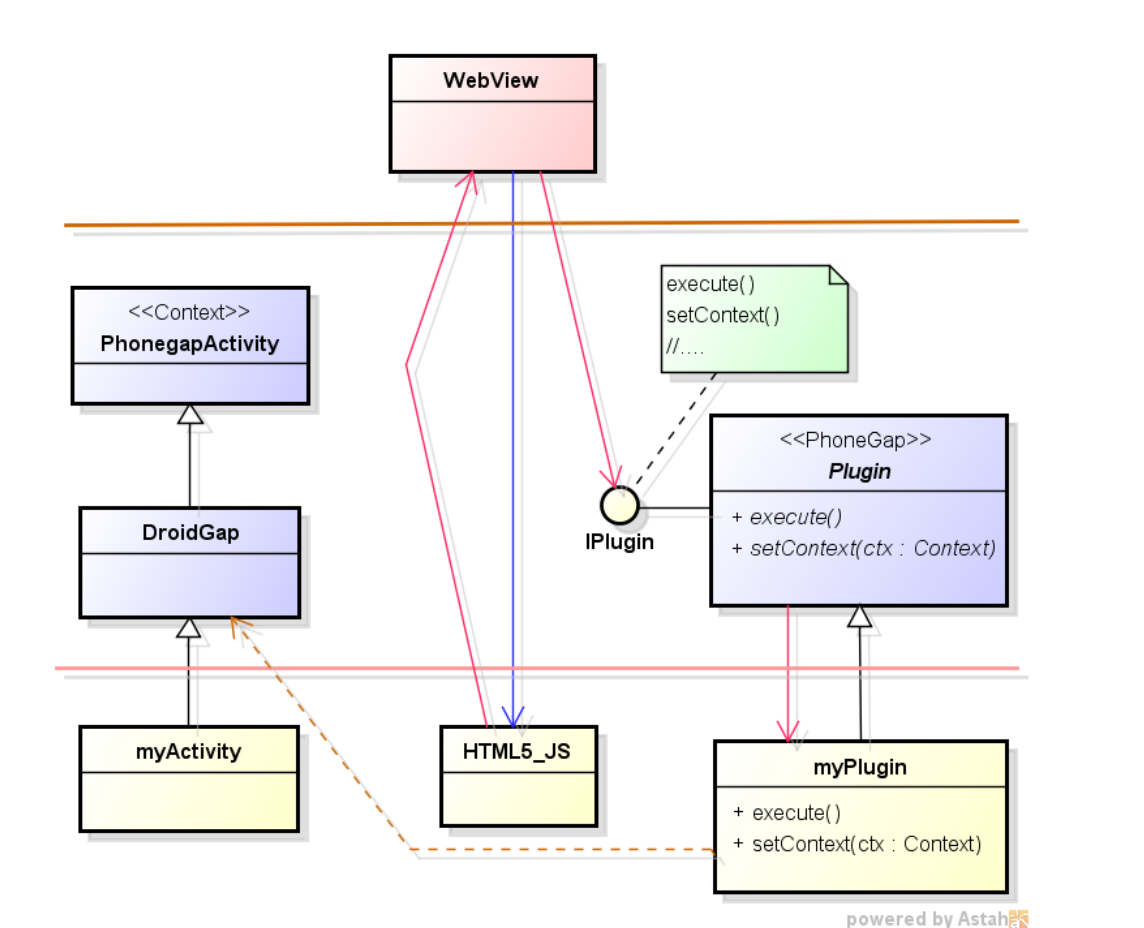 WebView
execute()
setContext()
//....
<<Context>>
PhonegapActivity
<<PhoneGap>>
Plugin
+ execute()
+ setContext(ctx : Context)
IPlugin
DroidGap
myActivity
HTML5_JS
myPlugin
+ execute()
+ setContext(ctx : Context)
powered by Astah